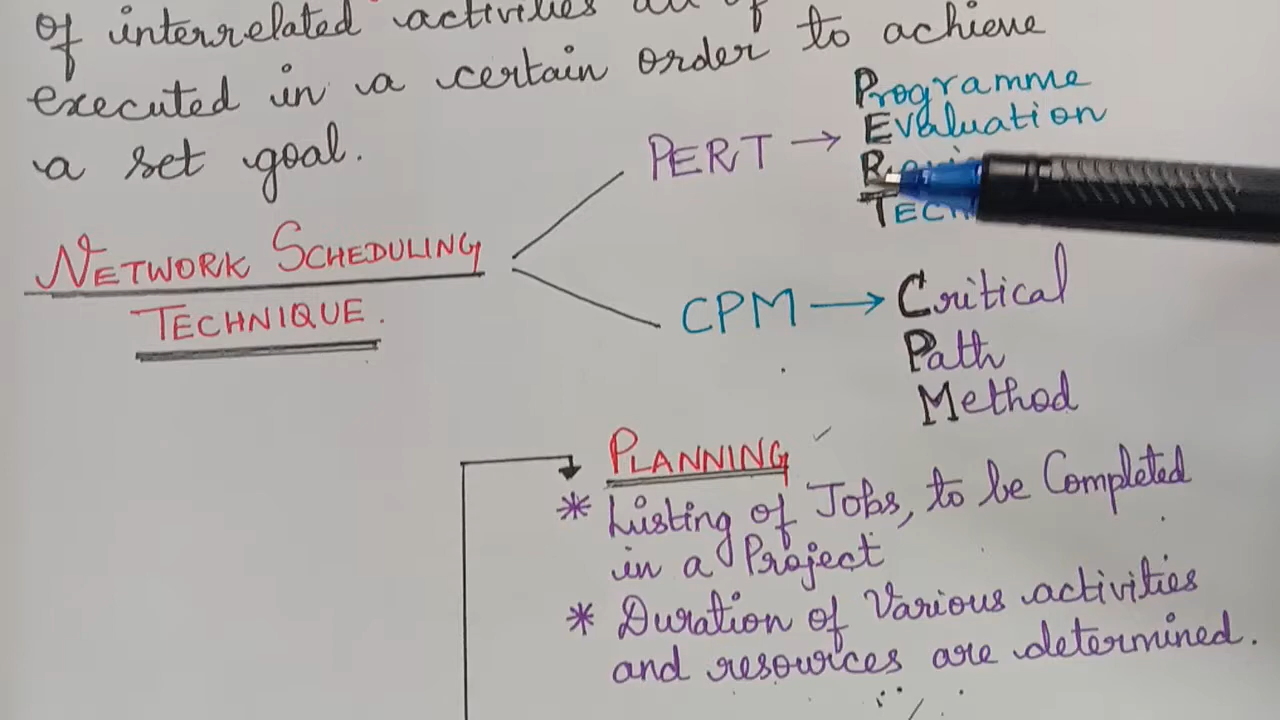 of interrelated activities all of
executed in a certain order to achieve
a set goal.
NETWORK SCHEDULING
TECHNIQUE.
PERT → Programme
Evaluation
CPM → Critical
Path
Method
PLANNING
* Listing of Jobs, to be Completed
in a Project
* Duration of Various activities
and resources are determined.